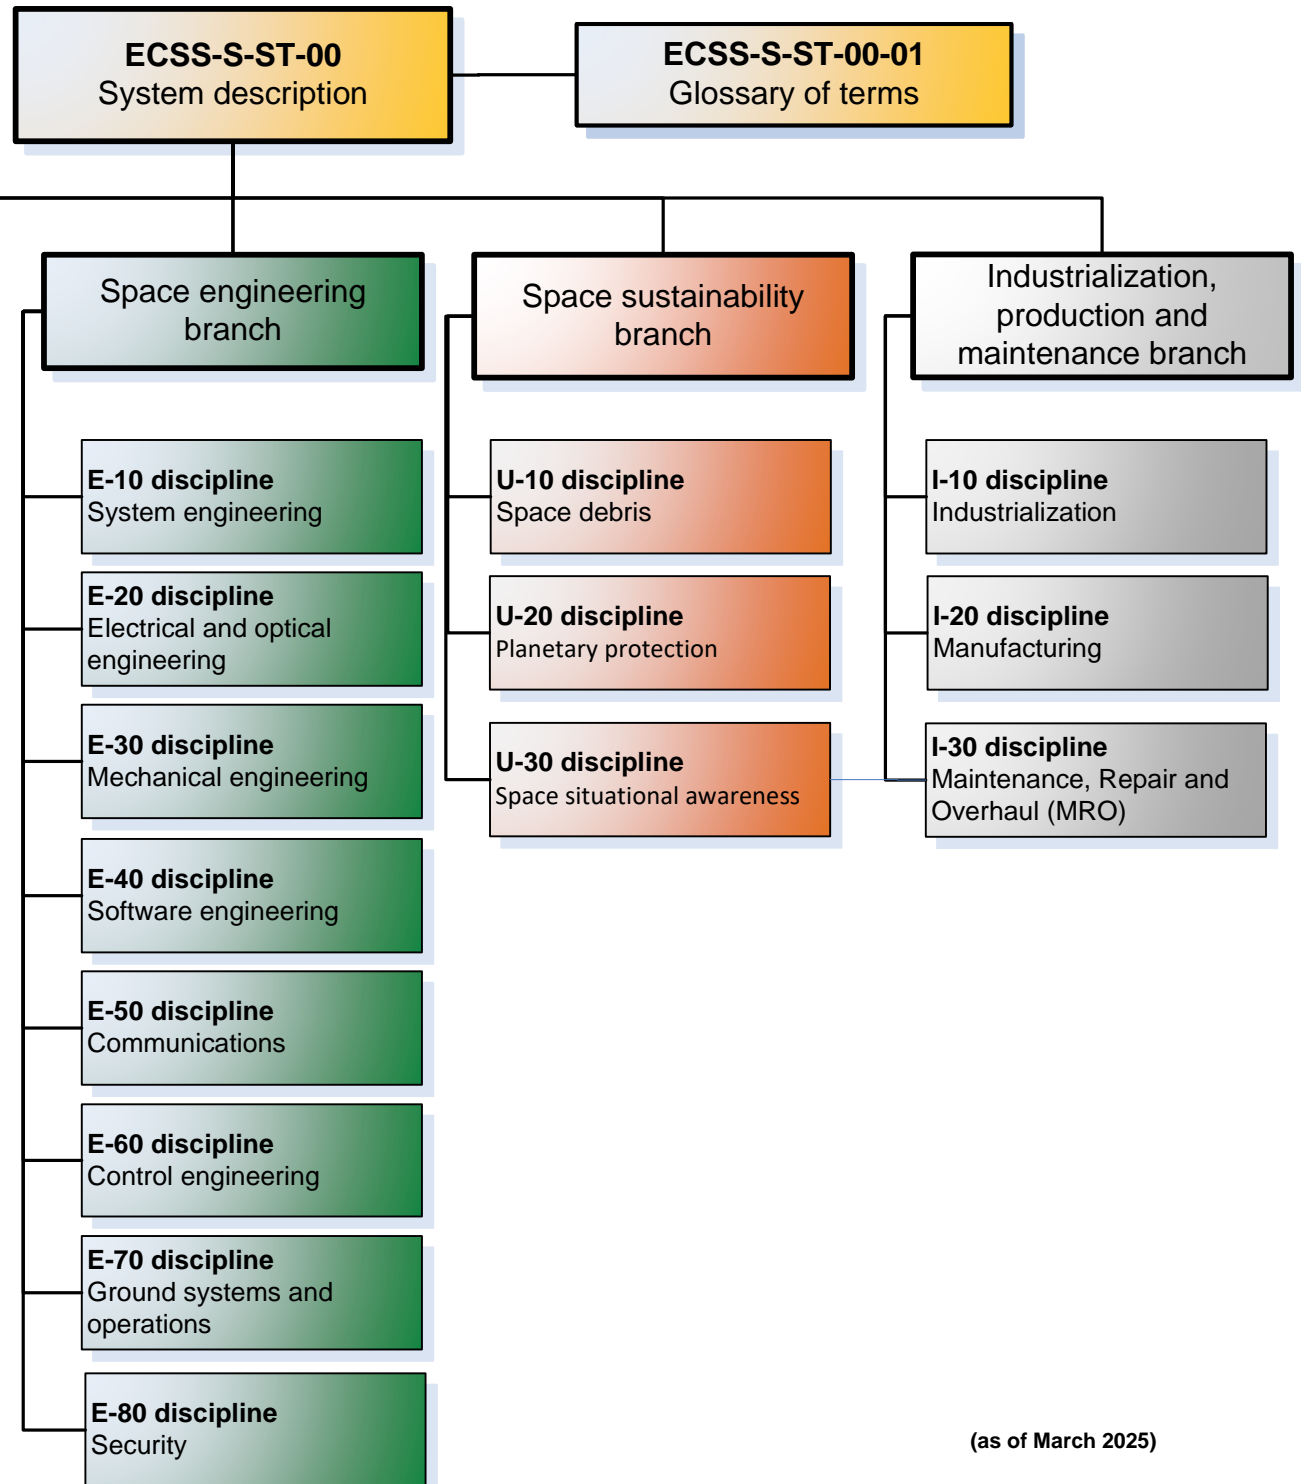 ECSS-S-ST-00
System description
ECSS-S-ST-00-01
Glossary of terms
Space engineering
branch
E-10 discipline
System engineering
E-20 discipline
Electrical and optical
engineering
E-30 discipline
Mechanical engineering
E-40 discipline
Software engineering
E-50 discipline
Communications
E-60 discipline
Control engineering
E-70 discipline
Ground systems and
operations
E-80 discipline
Security
Space sustainability
branch
U-10 discipline
Space debris
U-20 discipline
Planetary protection
U-30 discipline
Space situational awareness
Industrialization,
production and
maintenance branch
I-10 discipline
Industrialization
I-20 discipline
Manufacturing
I-30 discipline
Maintenance, Repair and
Overhaul (MRO)
(as of March 2025)